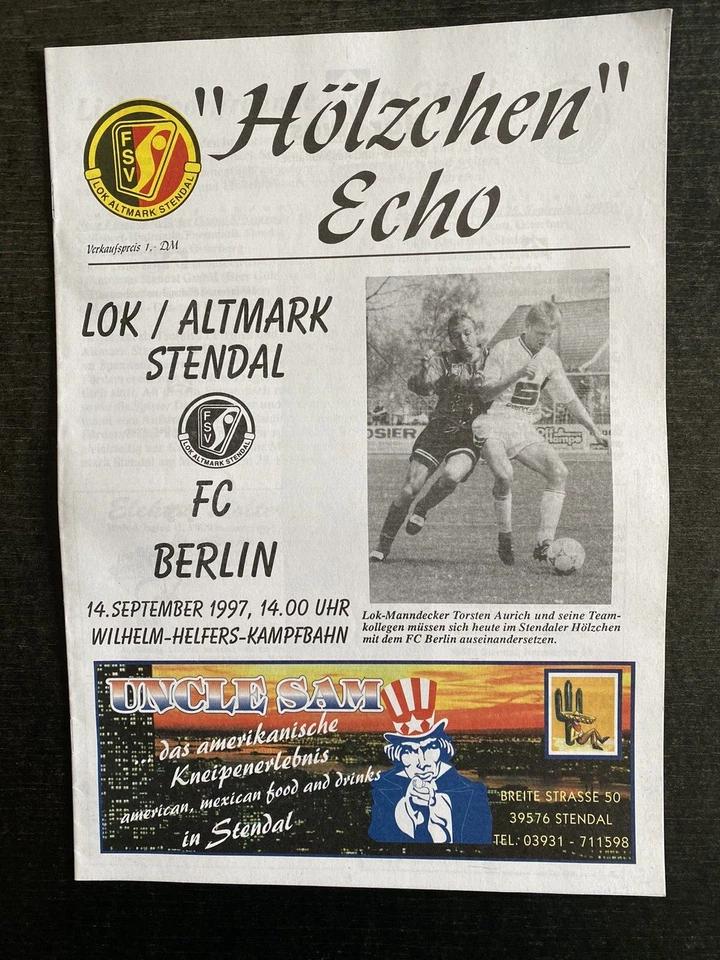 "Hölzchen"
Echo
FSV
LOK ALTMARK STENDAL
Verkaufspreis 1,- DM
LOK / ALTMARK
STENDAL
FSV
LOK ALTMARK STENDAL
FC
BERLIN
14.SEPTEMBER 1997, 14.00 UHR
WILHELM-HELFERS-KAMPFBAHN
OSIER
Lok-Manndecker Torsten Aurich und seine Team-
kollegen müssen sich heute im Stendaler Hölzchen
mit dem FC Berlin auseinandersetzen.
UNCLE SAM
... das amerikanische
Kneipenerlebnis
american, mexican food and drinks
in Stendal
BREITE STRASSE 50
39576 STENDAL
TEL: 03931 - 711598